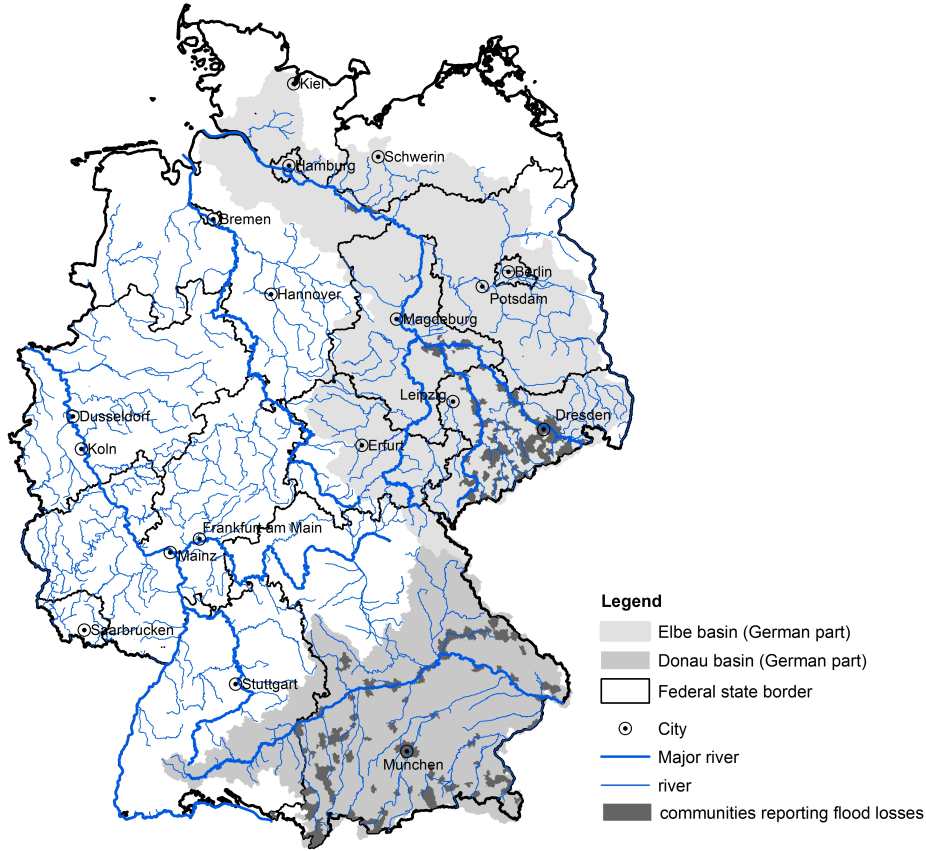 Kiel
Schwerin
Hamburg
Bremen
Berlin
Hannover
Potsdam
Magdeburg
Leipzig
Dusseldorf
Dresden
Koln
Erfurt
Frankfurt am Main
Mainz
Saarbrucken
Stuttgart
Munchen
Legend
Elbe basin (German part)
Donau basin (German part)
Federal state border
City
Major river
river
communities reporting flood losses